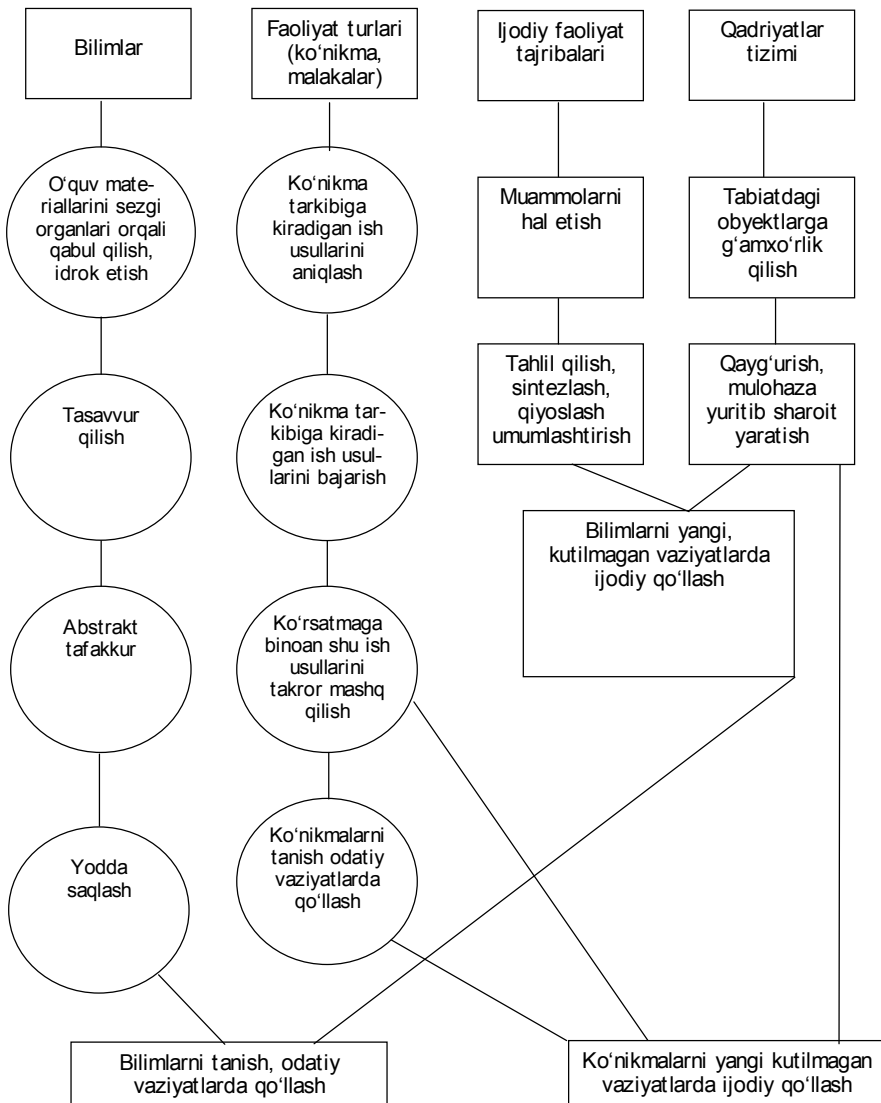 Bilimlar
Faoliyat turlari
(ko‘nikma,
malakalar)
Ijodiy faoliyat
tajribalari
Qadriyatlar
tizimi
O‘quv mate-
riallarini sezgi
organlari orqali
qabul qilish,
idrok etish
Ko‘nikma
tarkibiga
kiradigan ish
usullarini
aniqlash
Muammolarni
hal etish
Tabiatdagi
obyektlarga
g‘amxo‘rlik
qilish
Tasavvur
qilish
Ko‘nikma tar-
kibiga kiradi-
gan ish usul-
larini bajarish
Tahlil qilish,
sintezlash,
qiyoslash
umumlashtirish
Qayg‘urish,
mulohaza
yuritib sharoit
yaratish
Bilimlarni yangi,
kutilmagan vaziyatlarda
ijodiy qo‘llash
Abstrakt
tafakkur
Ko‘rsatmaga
binoan shu ish
usullarini
takror mashq
qilish
Yodda
saqlash
Ko‘nikmalarni
tanish odatiy
vaziyatlarda
qo‘llash
Bilimlarni tanish, odatiy
vaziyatlarda qo‘llash
Ko‘nikmalarni yangi kutilmagan
vaziyatlarda ijodiy qo‘llash